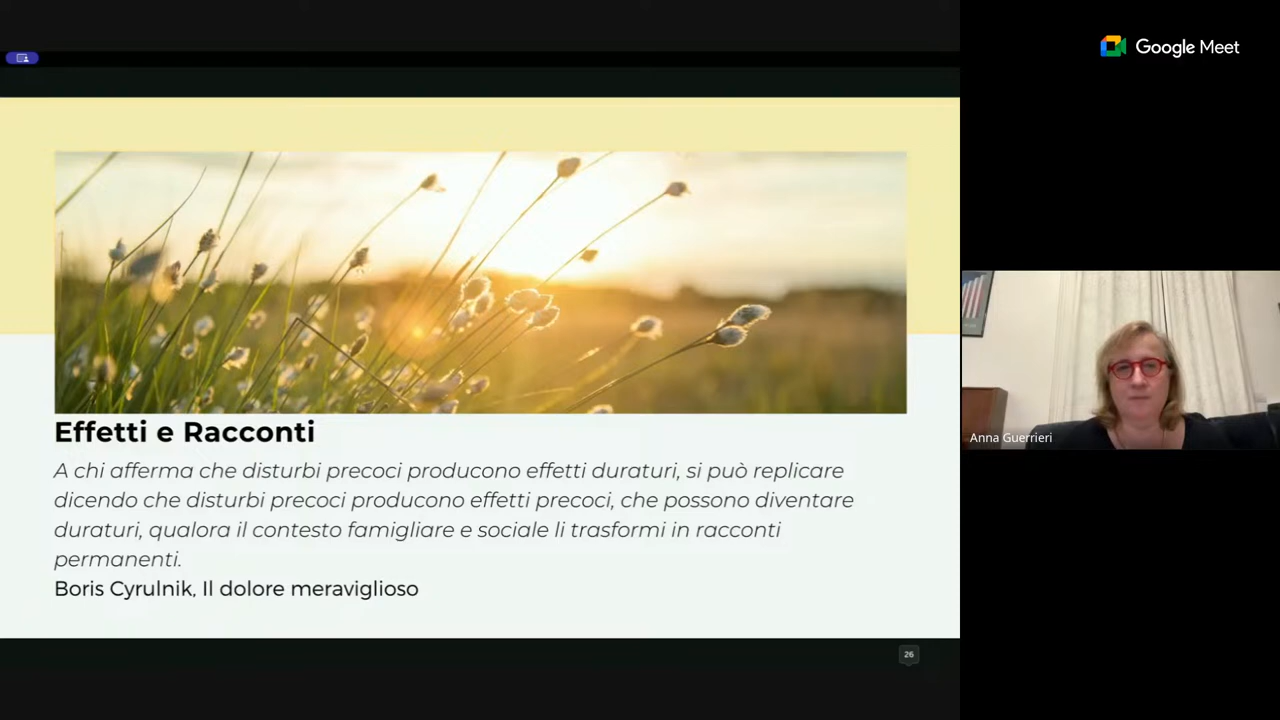 Google Meet
Effetti e Racconti
A chi afferma che disturbi precoci producono effetti duraturi, si può replicare
dicendo che disturbi precoci producono effetti precoci, che possono diventare
duraturi, qualora il contesto famigliare e sociale li trasformi in racconti
permanenti.
Boris Cyrulnik, Il dolore meraviglioso
Anna Guerrieri
26